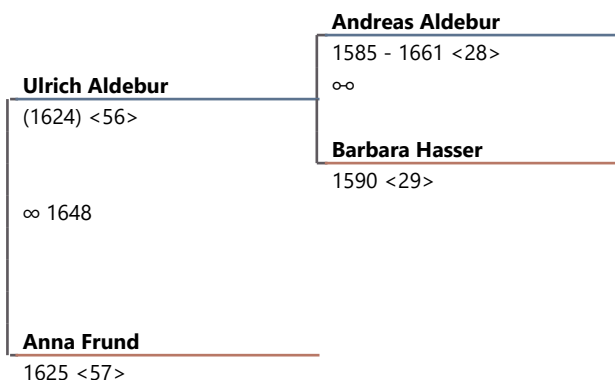 Andreas Aldebur
1585 - 1661 <28>
⚯
Ulrich Aldebur
(1624) <56>
Barbara Hasser
1590 <29>
∞ 1648
Anna Frund
1625 <57>